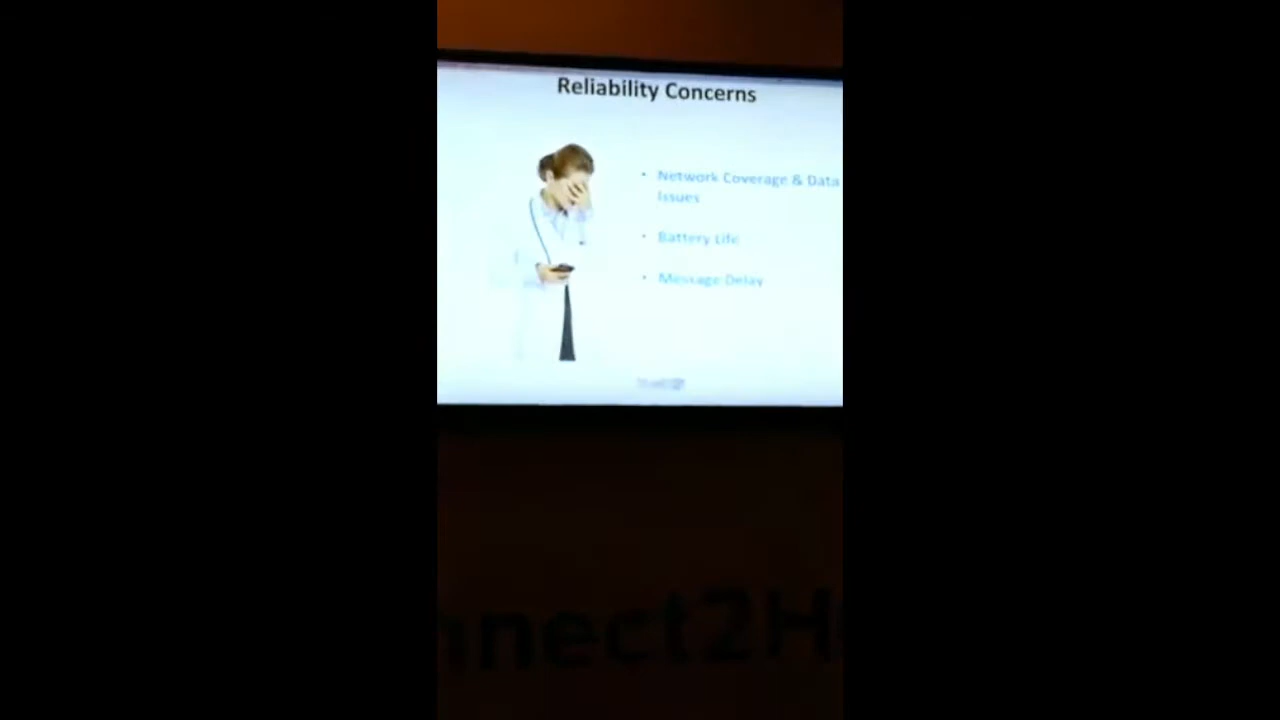 Reliability Concerns
• Network Coverage & Data
Issues
• Battery Life
• Message Delay
nnect2H